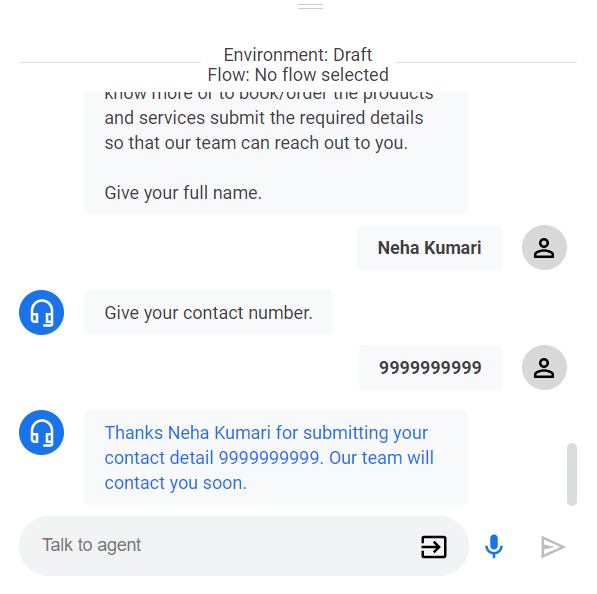 Environment: Draft
Flow: No flow selected
know more or to book/order the products
and services submit the required details
so that our team can reach out to you.
Give your full name.
Neha Kumari
Give your contact number.
9999999999
Thanks Neha Kumari for submitting your
contact detail 9999999999. Our team will
contact you soon.
Talk to agent